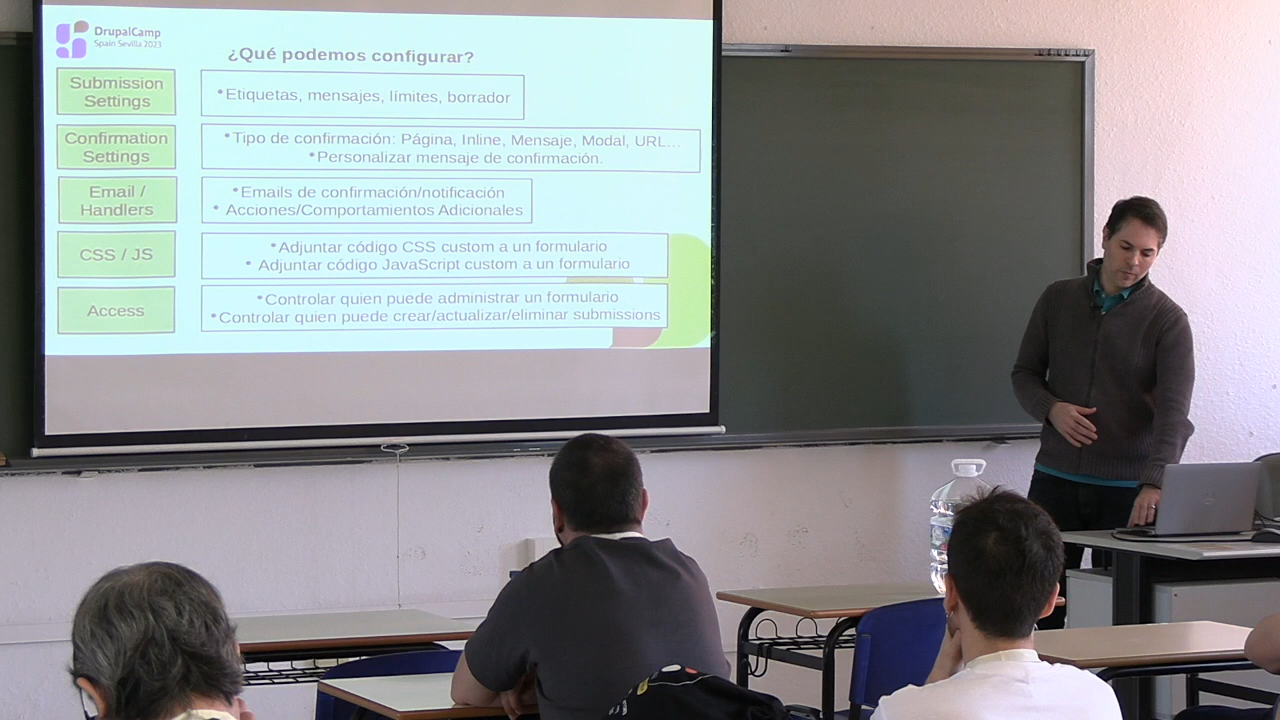 DrupalCamp
Spain Sevilla 2023
¿Qué podemos configurar?
Submission
Settings
•Etiquetas, mensajes, límites, borrador
Confirmation
Settings
•Tipo de confirmación: Página, Inline, Mensaje, Modal, URL...
•Personalizar mensaje de confirmación.
Email /
Handlers
•Emails de confirmación/notificación
• Acciones/Comportamientos Adicionales
CSS / JS
•Adjuntar código CSS custom a un formulario
• Adjuntar código JavaScript custom a un formulario
Access
•Controlar quien puede administrar un formulario
•Controlar quien puede crear/actualizar/eliminar submissions